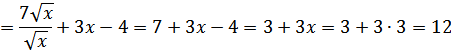 = 7√x/√x + 3x − 4 = 7 + 3x − 4 = 3 + 3x = 3 + 3 ⋅ 3 = 12